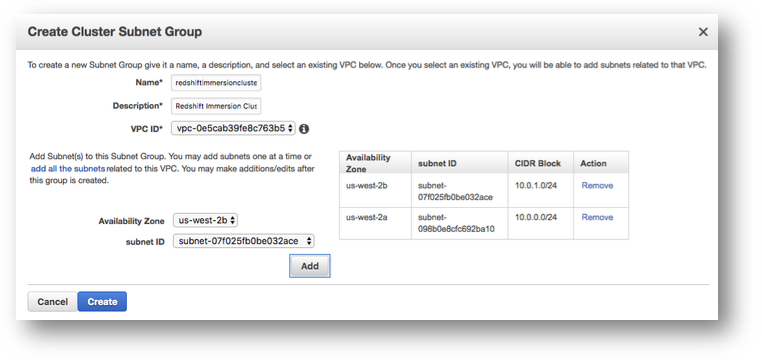 Create Cluster Subnet Group
To create a new Subnet Group give it a name, a description, and select an existing VPC below. Once you select an existing VPC, you will be able to add subnets related to that VPC.
Name* redshiftimmersioncluste
Description* Redshift Immersion Clus
VPC ID* vpc-0e5cab39fe8c763b5
Add Subnet(s) to this Subnet Group. You may add subnets one at a time or
add all the subnets related to this VPC. You may make additions/edits after
this group is created.
Availability Zone us-west-2b
subnet ID subnet-07f025fb0be032ace
Add
Availability
Zone subnet ID CIDR Block Action
us-west-2b subnet- 10.0.1.0/24 Remove
07f025fb0be032ace
us-west-2a subnet- 10.0.0.0/24 Remove
098b0e8cfc692ba10
Cancel Create